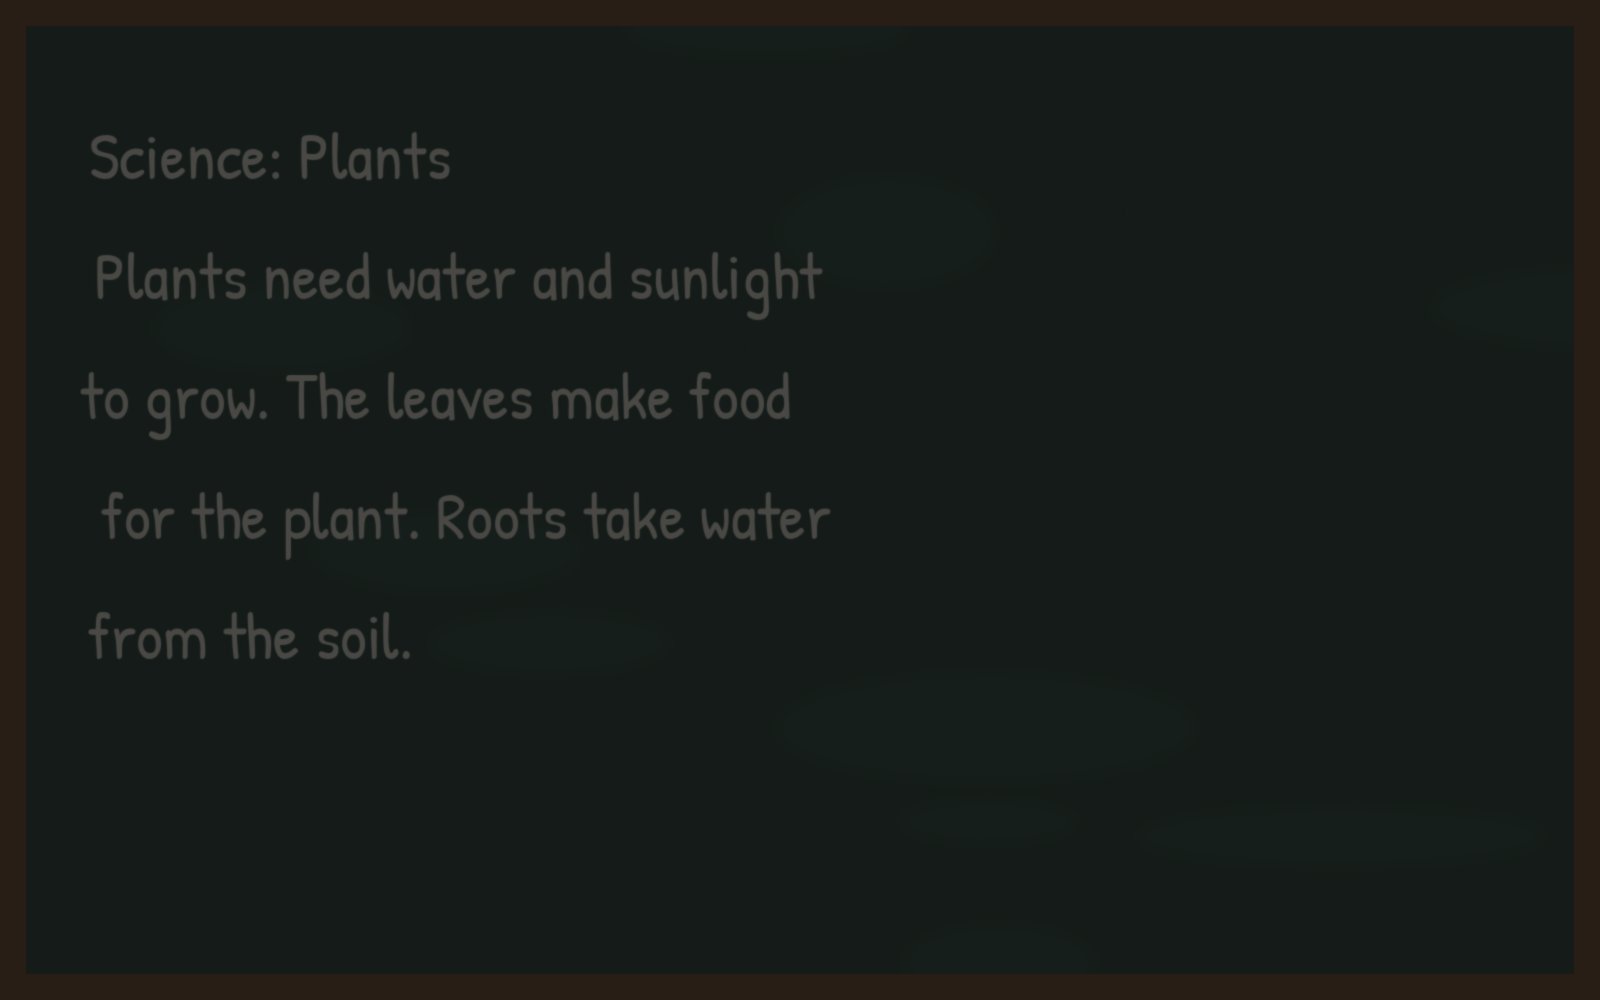 Science: Plants
Plants need water and sunlight
to grow. The leaves make food
for the plant. Roots take water
from the soil.